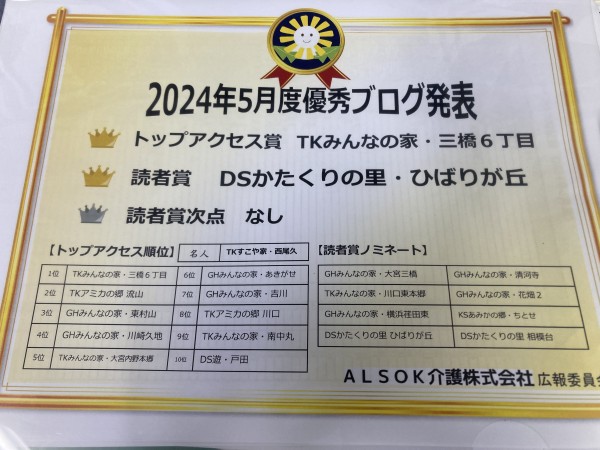 2024年5月度優秀ブログ発表
トップアクセス賞 TKみんなの家・三橋6丁目
読者賞 DSかたくりの里・ひばりが丘
読者賞次点 なし
【トップアクセス順位】 名人 TKすこや家・西尾久
1位 TKみんなの家・三橋6丁目 6位 GHみんなの家・あきがせ
2位 TKアミカの郷 流山 7位 GHみんなの家・吉川
3位 GHみんなの家・東村山 8位 TKアミカの郷 川口
4位 GHみんなの家・川崎久地 9位 TKみんなの家・南中丸
5位 TKみんなの家・大宮内野本郷 10位 DS遊・戸田
【読者賞ノミネート】
GHみんなの家・大宮三橋 GHみんなの家・清河寺
TKみんなの家・川口東本郷 GHみんなの家・花畑2
GHみんなの家・横浜荏田東 KSあみかの郷・ちとせ
DSかたくりの里 ひばりが丘 DSかたくりの里 相模台
ALSOK介護株式会社 広報委員会